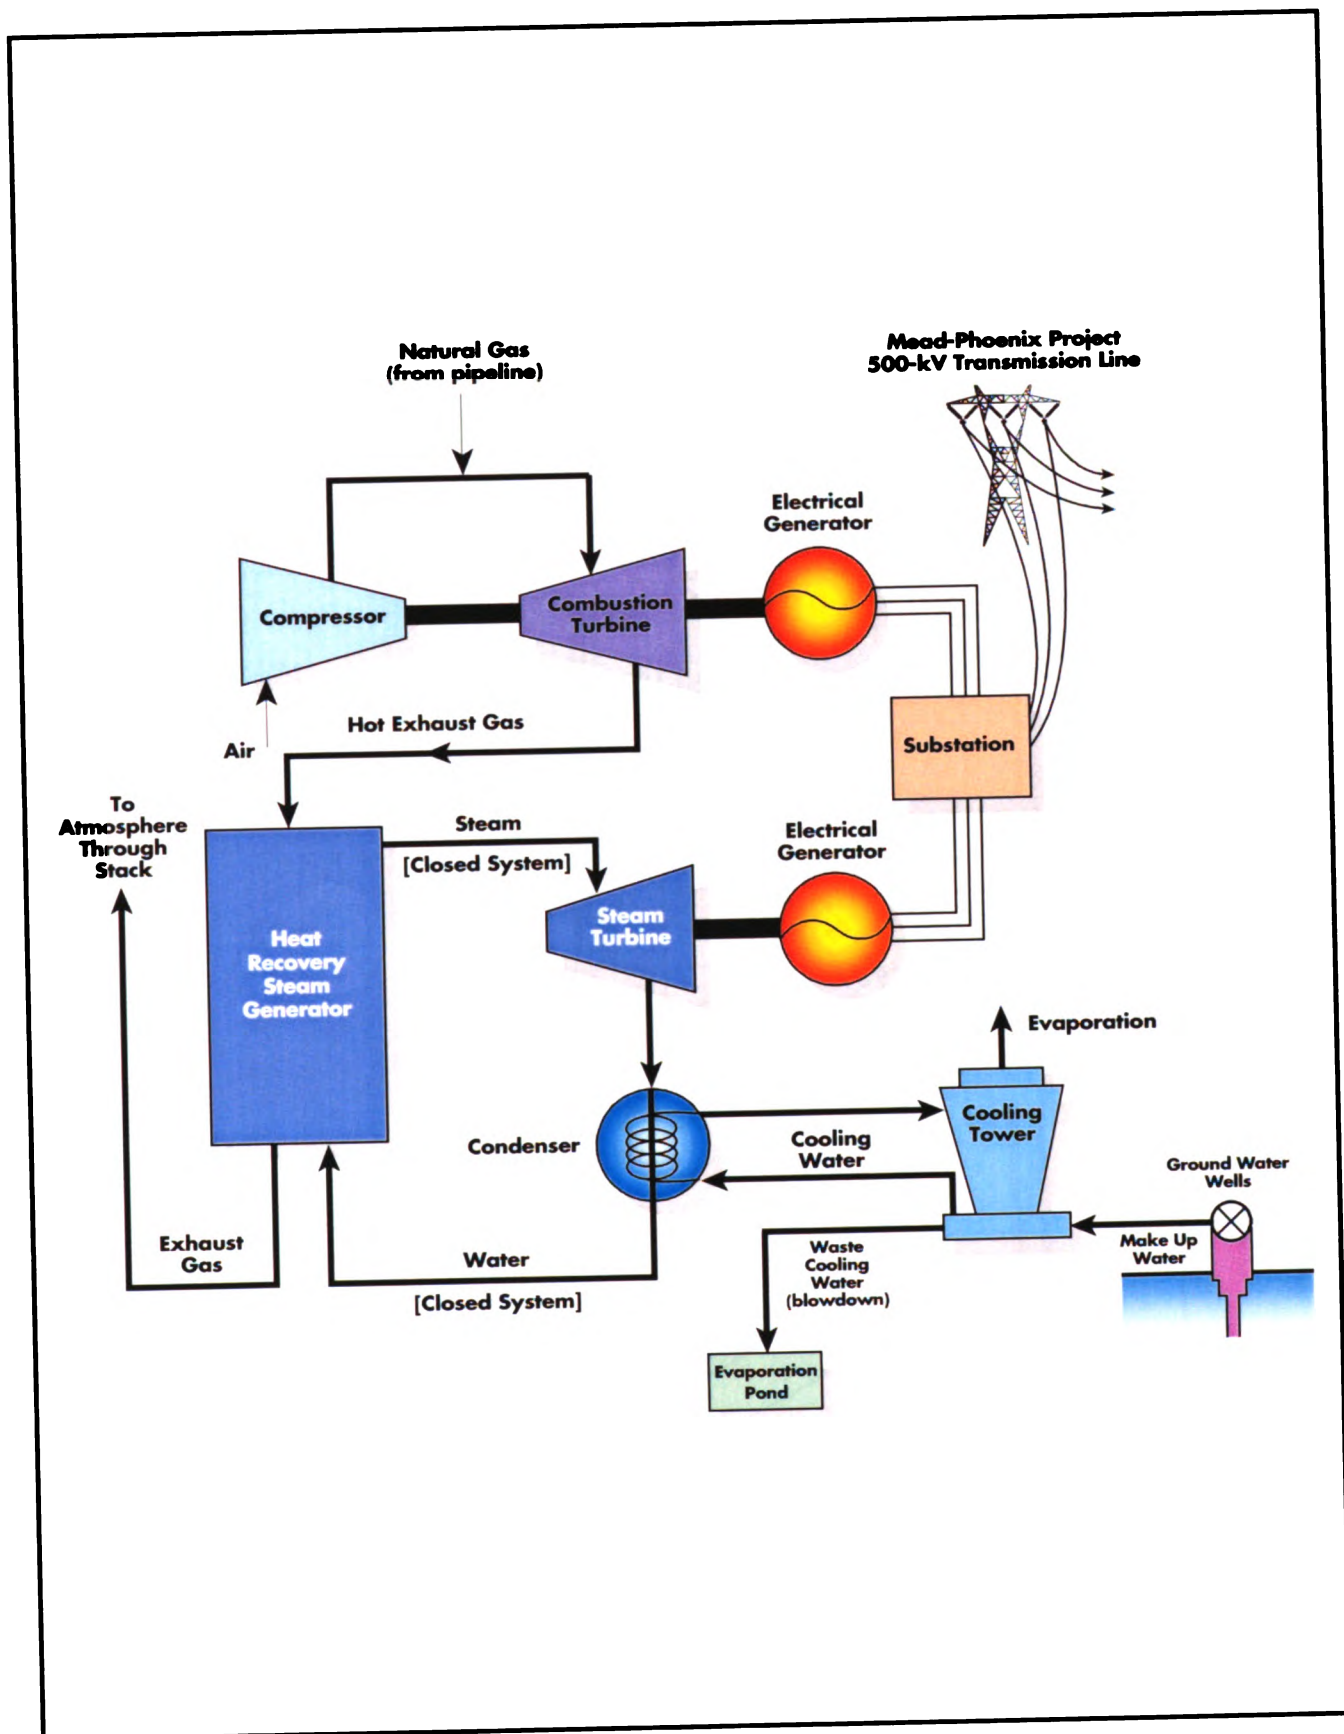 Natural Gas
(from pipeline)
Mead-Phoenix Project
500-kV Transmission Line
Electrical
Generator
Compressor
Combustion
Turbine
Hot Exhaust Gas
Air
Substation
To
Atmosphere
Through
Stack
Steam
[Closed System]
Electrical
Generator
Heat
Recovery
Steam
Generator
Steam
Turbine
Evaporation
Condenser
Cooling
Water
Cooling
Tower
Ground Water
Wells
Make Up
Water
Exhaust
Gas
Water
[Closed System]
Waste
Cooling
Water
(blowdown)
Evaporation
Pond